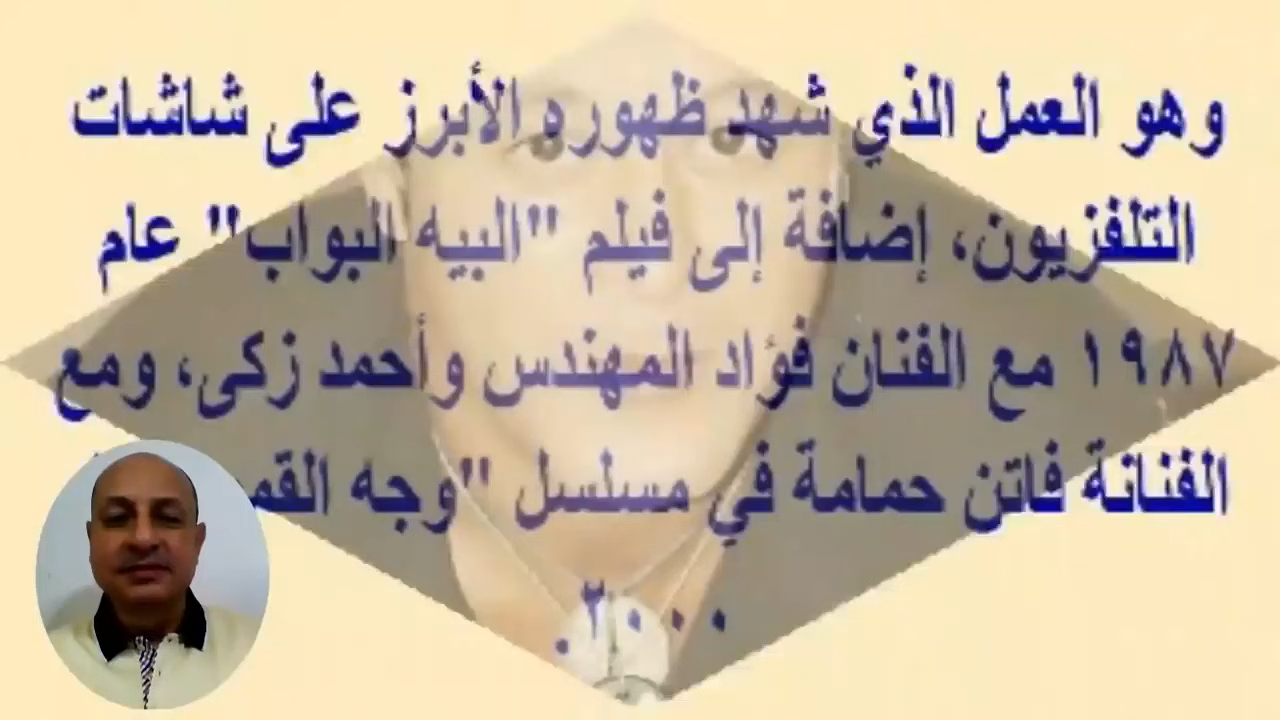 وهو العمل الذي شهد ظهوره الأبرز على شاشات
التلفزيون، إضافة إلى فيلم "البيه البواب" عام
١٩٨٧ مع الفنان فؤاد المهندس وأحمد زكى، ومع
الفنانة فاتن حمامة في مسلسل "وجه
٢٠٠٠.